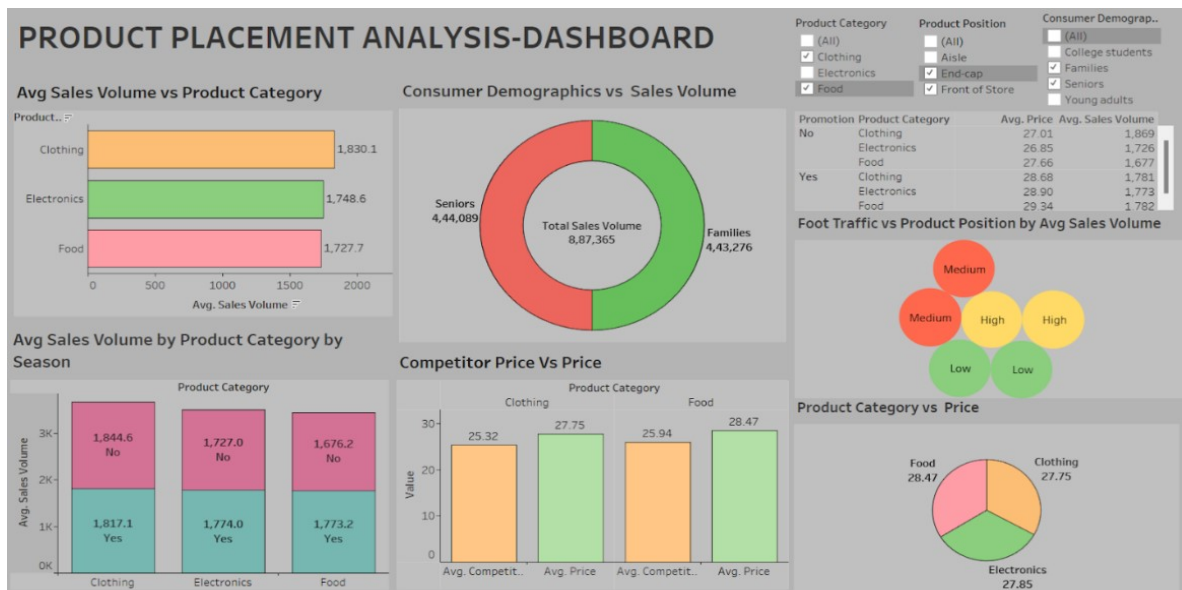 PRODUCT PLACEMENT ANALYSIS-DASHBOARD
Product Category
(All)
Clothing
Electronics
Food
Product Position
(All)
Aisle
End-cap
Front of Store
Consumer Demograp..
(All)
College students
Families
Seniors
Young adults
Avg Sales Volume vs Product Category
Product..
Clothing
1,830.1
Electronics
1,748.6
Food
1,727.7
0 500 1000 1500 2000
Avg. Sales Volume
Consumer Demographics vs Sales Volume
Seniors
4,44,089
Total Sales Volume
8,87,365
Families
4,43,276
Promotion Product Category Avg. Price Avg. Sales Volume
No Clothing 27.01 1,869
Electronics 26.85 1,726
Food 27.66 1,677
Yes Clothing 28.68 1,781
Electronics 28.90 1,773
Food 29.34 1,782
Foot Traffic vs Product Position by Avg Sales Volume
Medium
Medium
High
High
Low
Low
Avg Sales Volume by Product Category by
Season
Product Category
Avg. Sales Volume
3K
2K
1K
0K
1,844.6
No
1,727.0
No
1,676.2
No
1,817.1
Yes
1,774.0
Yes
1,773.2
Yes
Clothing Electronics Food
Competitor Price Vs Price
Product Category
Clothing Food
Value
30
20
10
0
25.32
27.75
25.94
28.47
Avg. Competit.. Avg. Price Avg. Competit.. Avg. Price
Product Category vs Price
Food
28.47
Clothing
27.75
Electronics
27.85